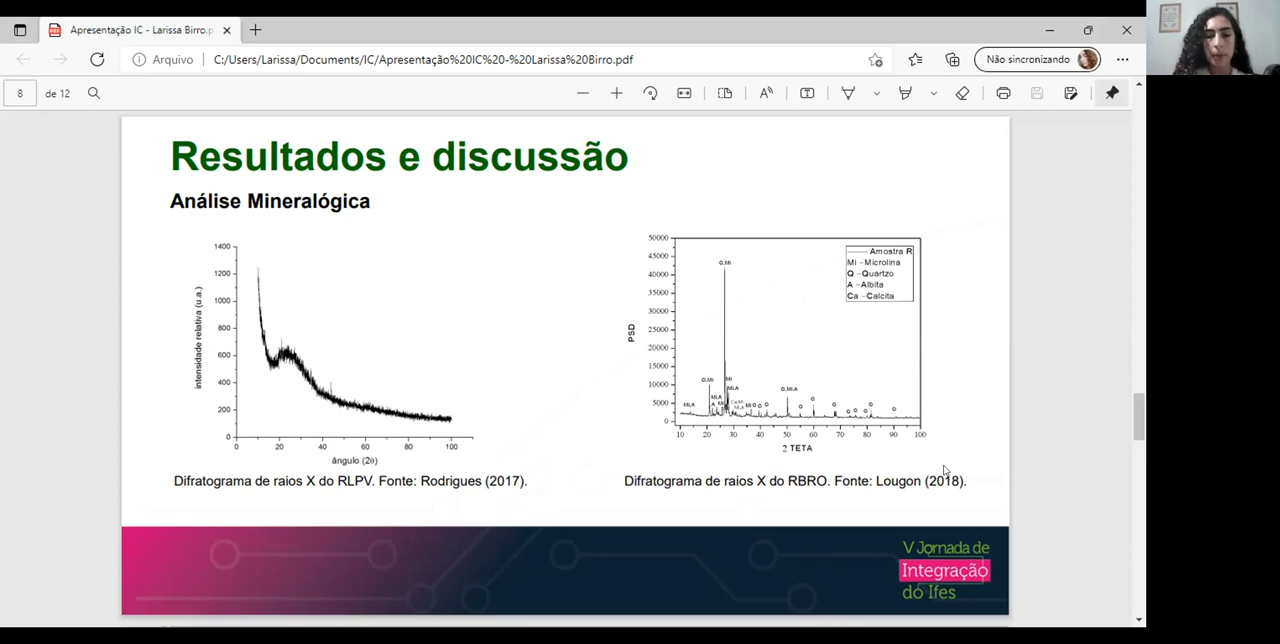 Apresentação IC - Larissa Birro.p
Arquivo
C:/Users/Larissa/Documents/IC/Apresentação%20IC%20-%20Larissa%20Birro.pdf
Não sincronizando
8 de 12
Resultados e discussão
Análise Mineralógica
1400
1200
1000
800
600
400
200
0
intensidade relativa (u.a.)
0 20 40 60 80 100
ângulo (2θ)
Difratograma de raios X do RLPV. Fonte: Rodrigues (2017).
50000
45000
40000
35000
30000
25000
20000
15000
10000
5000
0
PSD
Amostra R
Mi -Microlina
Q -Quartzo
A -Albita
Ca -Calcita
10 20 30 40 50 60 70 80 90 100
2 TETA
Difratograma de raios X do RBRO. Fonte: Lougon (2018).
V Jornada de
Integração
do Ifes